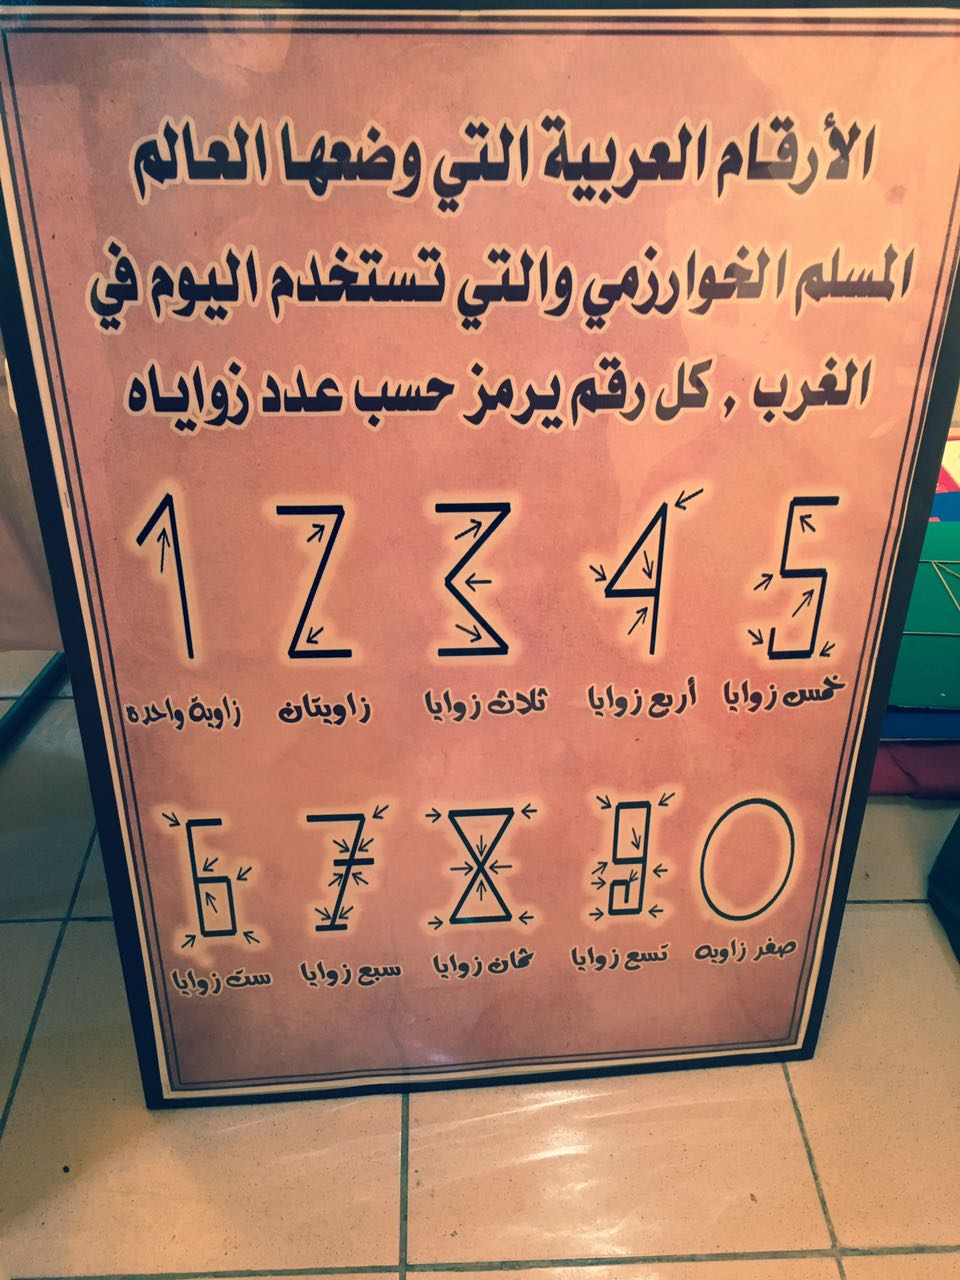 الأرقام العربية التي وضعها العالم
المسلم الخوارزمي والتي تستخدم اليوم في
الغرب , كل رقم يرمز حسب عدد زواياه
1 2 3 4 5
زاوية واحدة زاويتان ثلاث زوايا أربع زوايا خمس زوايا
6 7 8 9 0
ست زوايا سبع زوايا ثمان زوايا تسع زوايا صفر زاويه